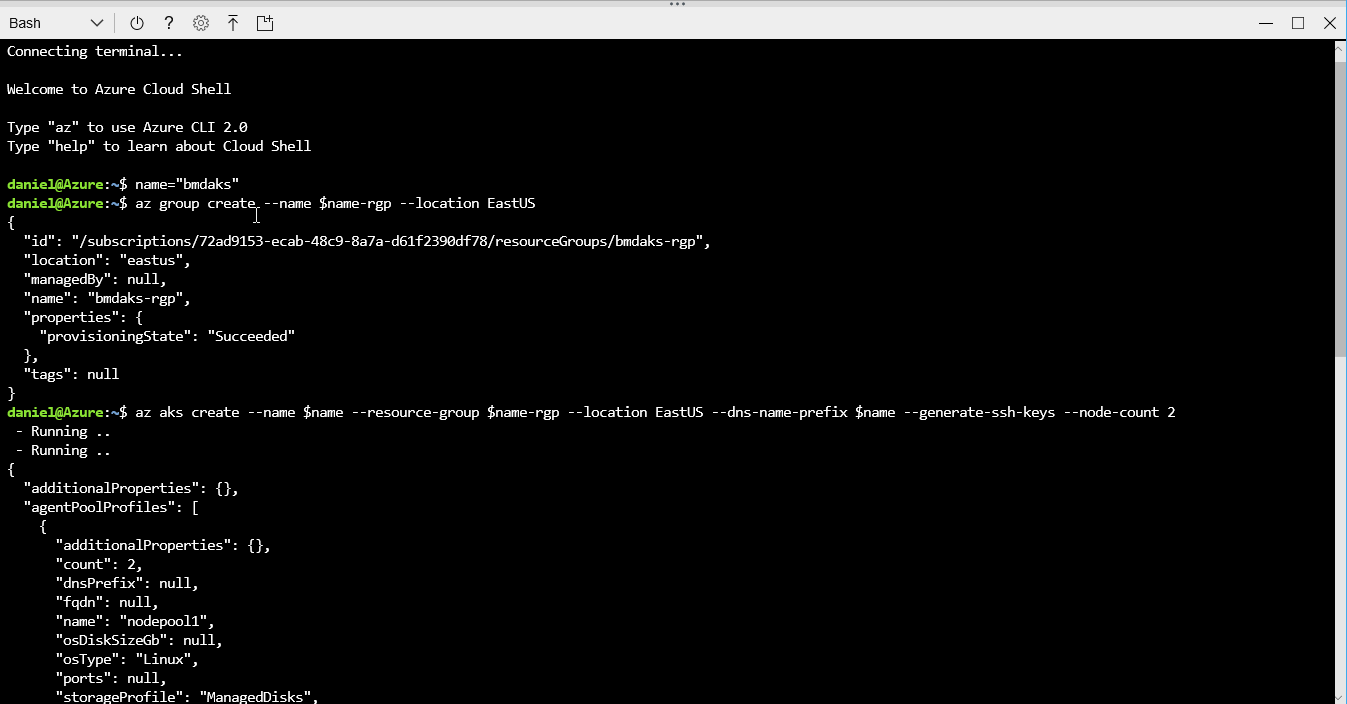 Bash
?
Connecting terminal...
Welcome to Azure Cloud Shell
Type "az" to use Azure CLI 2.0
Type "help" to learn about Cloud Shell
daniel@Azure:~$ name="bmdaks"
daniel@Azure:~$ az group create --name $name-rgp --location EastUS
{
  "id": "/subscriptions/72ad9153-ecab-48c9-8a7a-d61f2390df78/resourceGroups/bmdaks-rgp",
  "location": "eastus",
  "managedBy": null,
  "name": "bmdaks-rgp",
  "properties": {
    "provisioningState": "Succeeded"
  },
  "tags": null
}
daniel@Azure:~$ az aks create --name $name --resource-group $name-rgp --location EastUS --dns-name-prefix $name --generate-ssh-keys --node-count 2
 - Running ..
 - Running ..
{
  "additionalProperties": {},
  "agentPoolProfiles": [
    {
      "additionalProperties": {},
      "count": 2,
      "dnsPrefix": null,
      "fqdn": null,
      "name": "nodepool1",
      "osDiskSizeGb": null,
      "osType": "Linux",
      "ports": null,
      "storageProfile": "ManagedDisks",